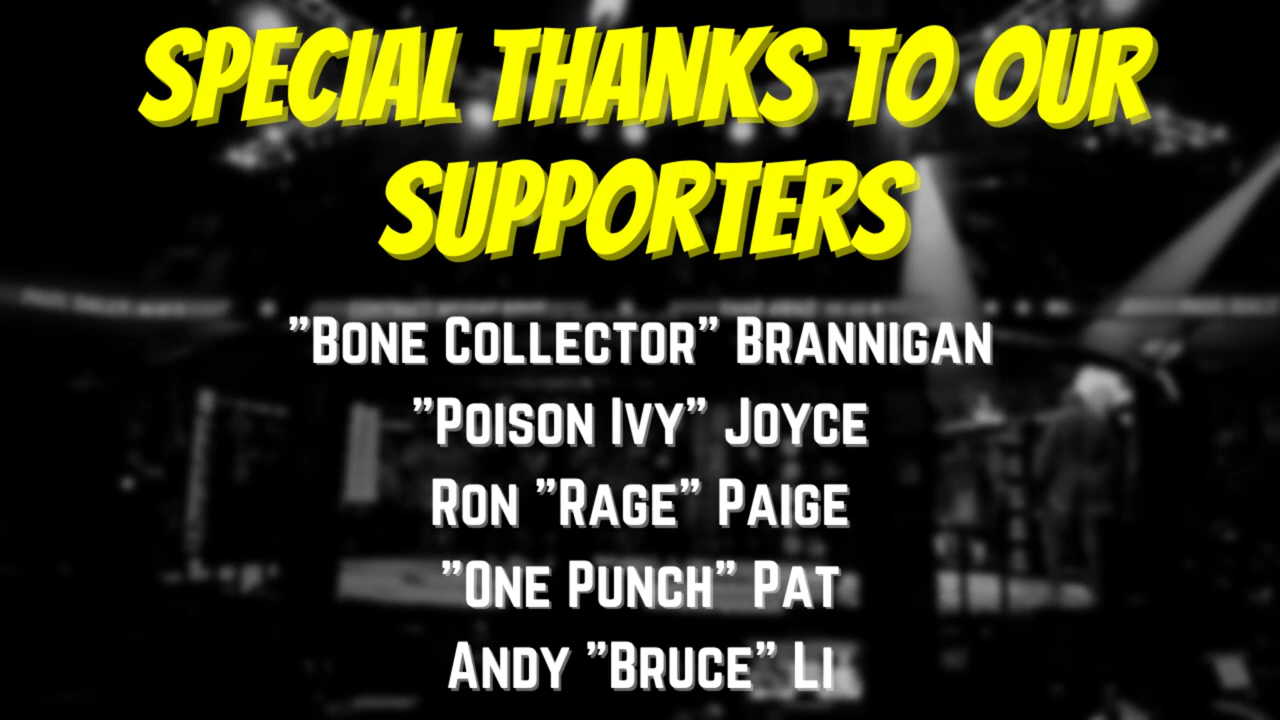 SPECIAL THANKS TO OUR
SUPPORTERS
”BONE COLLECTOR” BRANNIGAN
”POISON IVY” JOYCE
RON ”RAGE” PAIGE
”ONE PUNCH” PAT
ANDY ”BRUCE” LI